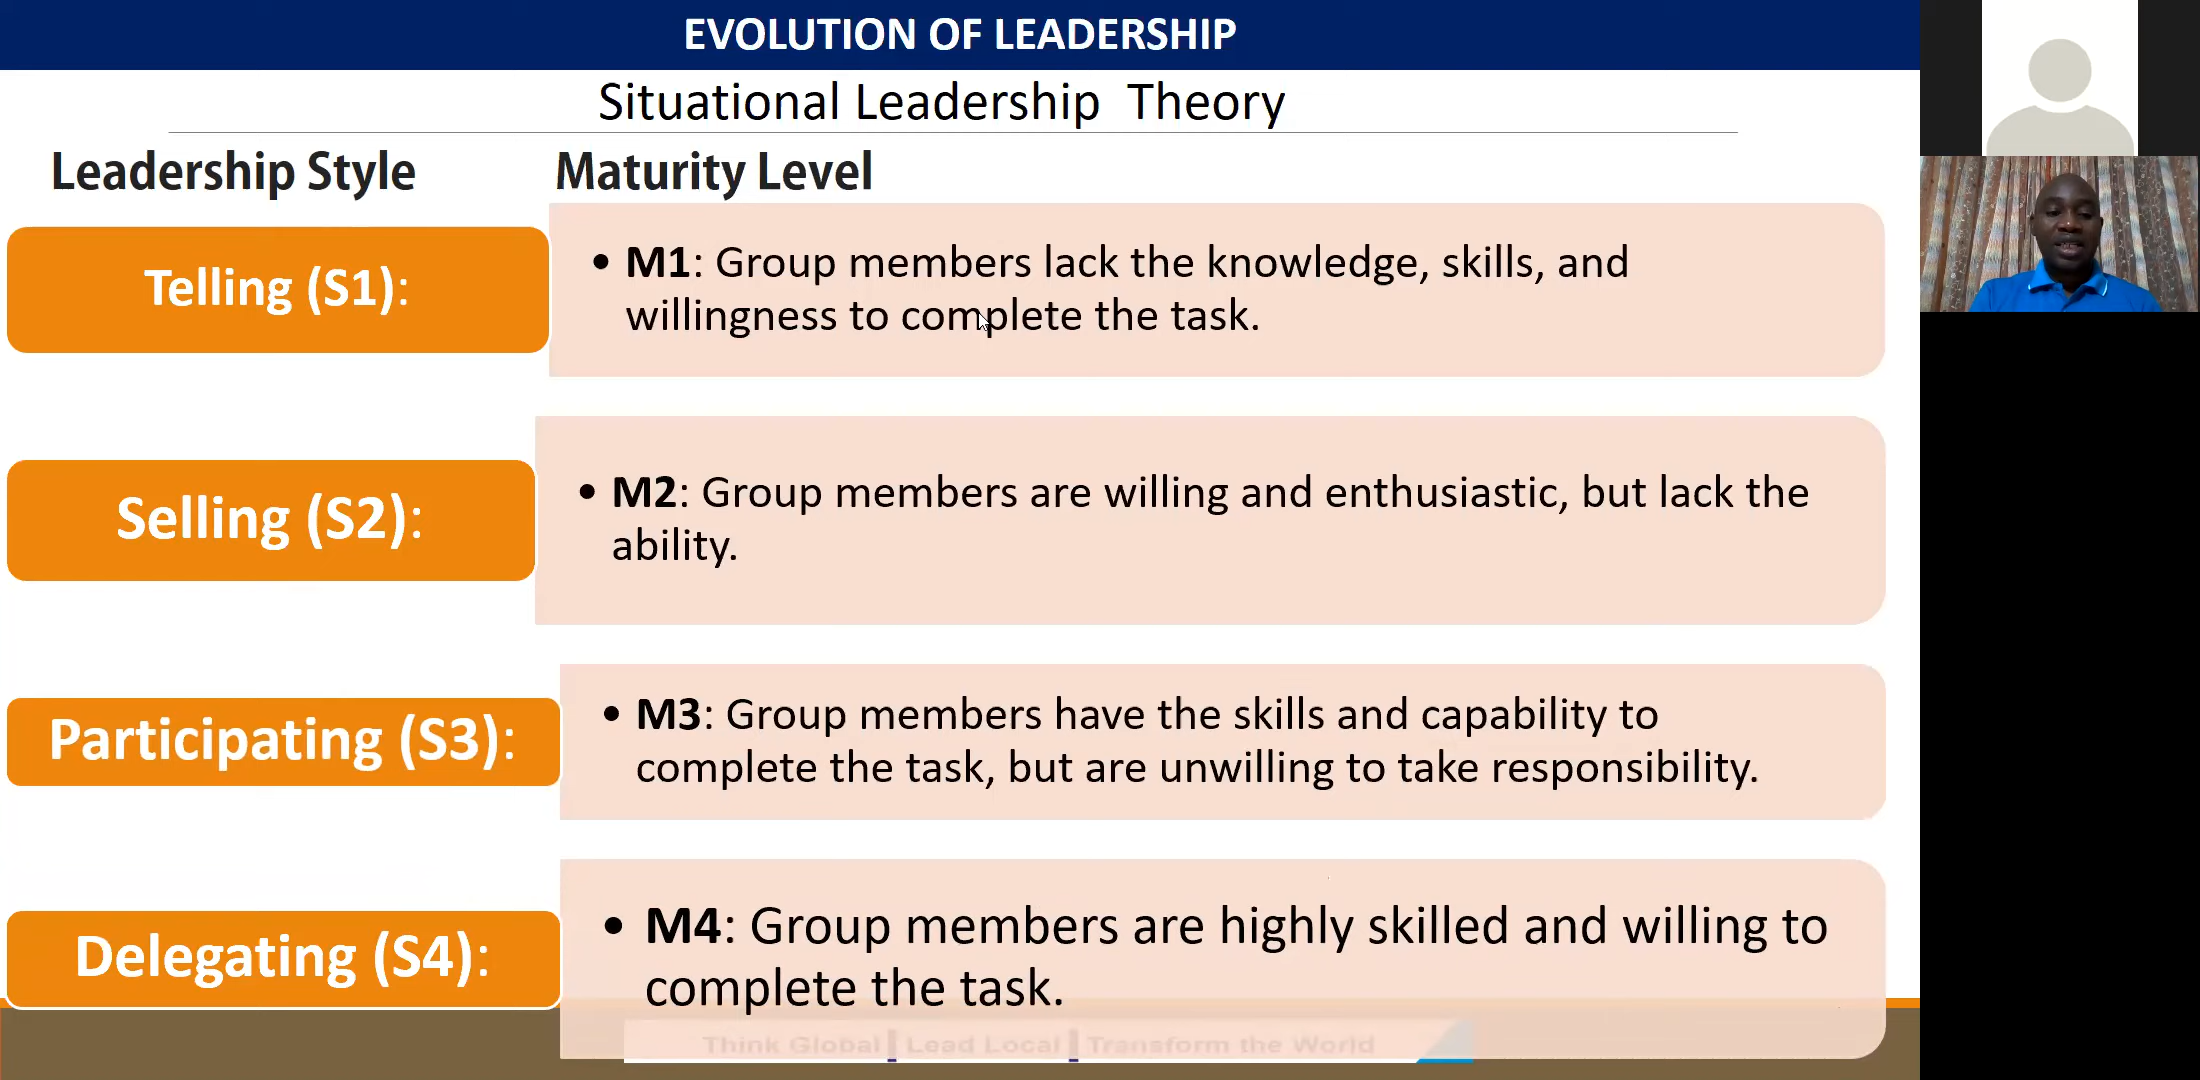 EVOLUTION OF LEADERSHIP
Situational Leadership Theory
Leadership Style
Maturity Level
Telling (S1):
• M1: Group members lack the knowledge, skills, and
willingness to complete the task.
Selling (S2):
• M2: Group members are willing and enthusiastic, but lack the
ability.
Participating (S3):
• M3: Group members have the skills and capability to
complete the task, but are unwilling to take responsibility.
Delegating (S4):
• M4: Group members are highly skilled and willing to
complete the task.
Think Global | Lead Local | Transform the World